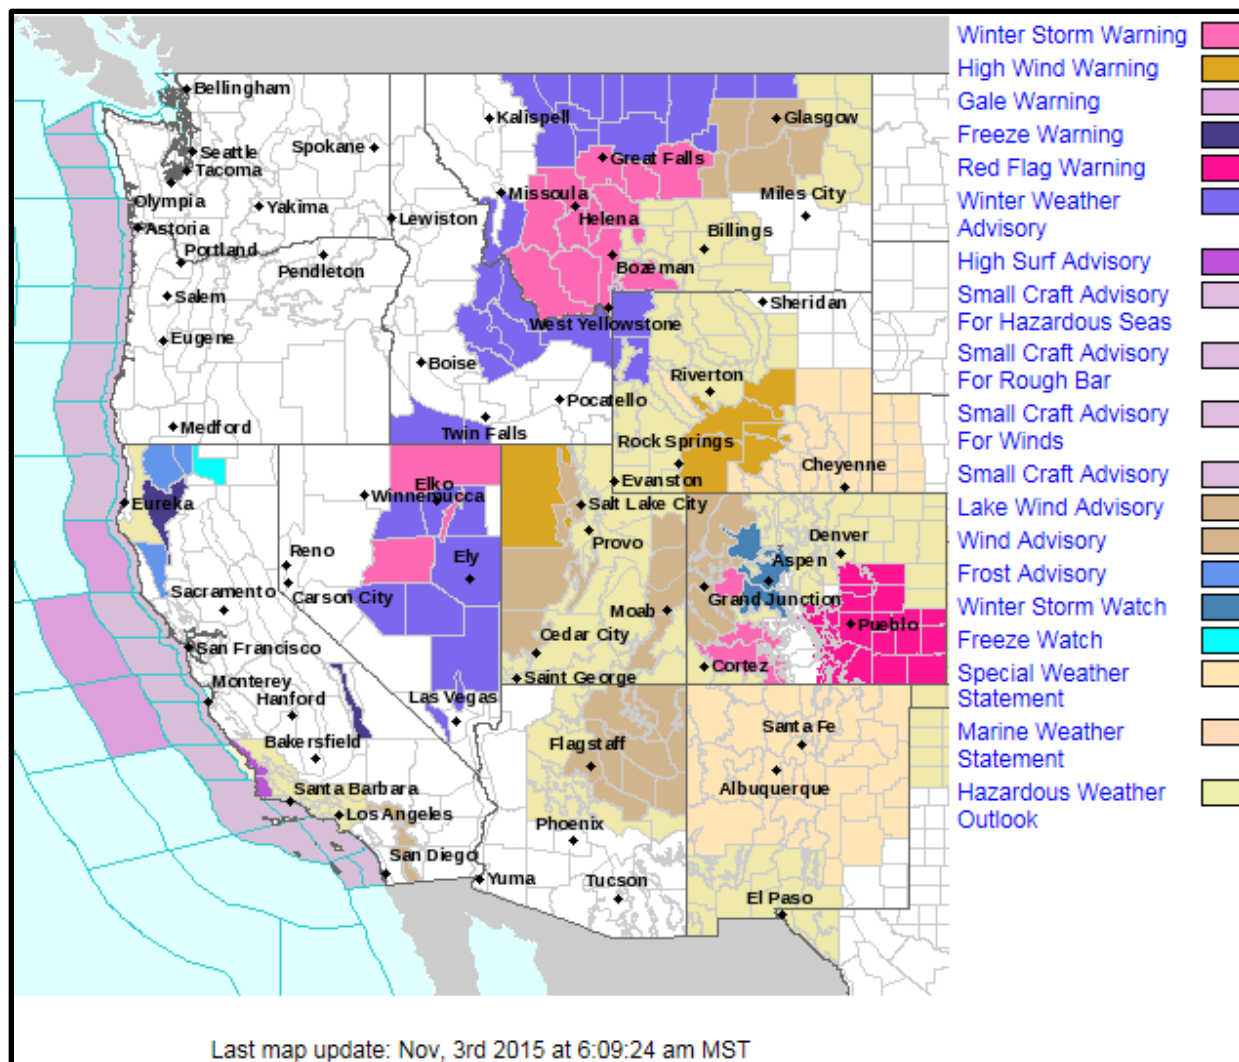 Bellingham
Kalispell
Glasgow
Seattle
Spokane
Great Falls
Tacoma
Missoula
Miles City
Olympia
Yakima
Lewiston
Helena
Astoria
Billings
Portland
Pendleton
Bozeman
Salem
Sheridan
West Yellowstone
Eugene
Boise
Riverton
Pocatello
Medford
Twin Falls
Rock Springs
Cheyenne
Elko
Evanston
Winnemucca
Eureka
Salt Lake City
Provo
Denver
Reno
Ely
Aspen
Sacramento
Carson City
Moab
Grand Junction
Pueblo
Cedar City
San Francisco
Cortez
Saint George
Monterey
Hanford
Las Vegas
Santa Fe
Bakersfield
Flagstaff
Santa Barbara
Albuquerque
Los Angeles
Phoenix
San Diego
Yuma
Tucson
El Paso
Winter Storm Warning
High Wind Warning
Gale Warning
Freeze Warning
Red Flag Warning
Winter Weather
Advisory
High Surf Advisory
Small Craft Advisory
For Hazardous Seas
Small Craft Advisory
For Rough Bar
Small Craft Advisory
For Winds
Small Craft Advisory
Lake Wind Advisory
Wind Advisory
Frost Advisory
Winter Storm Watch
Freeze Watch
Special Weather
Statement
Marine Weather
Statement
Hazardous Weather
Outlook
Last map update: Nov, 3rd 2015 at 6:09:24 am MST